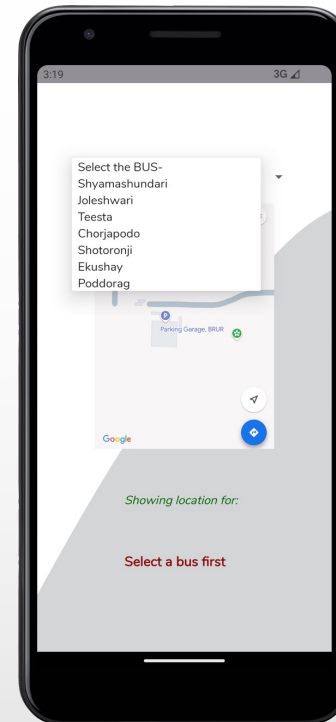 3:19
3G
Select the BUS-
Shyamashundari
Joleshwari
Teesta
Chorjapodo
Shotoronji
Ekushay
Poddorag
P
Parking Garage, BRUR
Google
Showing location for:
Select a bus first